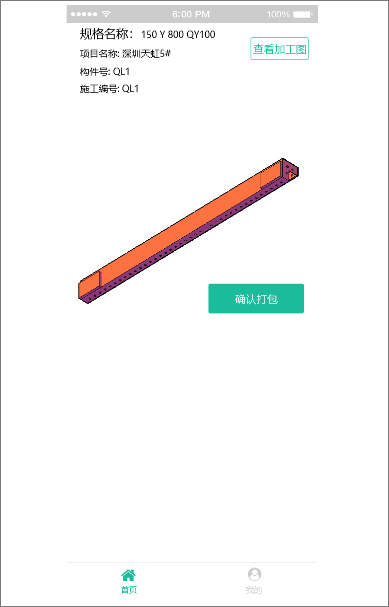 6:00 PM 100%
规格名称：150 Y 800 QY100
项目名称: 深圳天虹5#
查看加工图
构件号: QL1
施工编号: QL1
确认打包
首页 我的